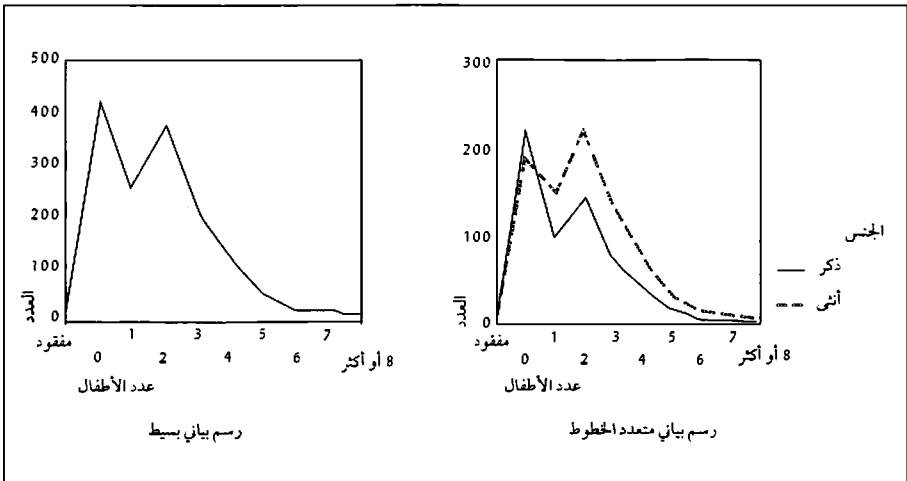 500
400
300
200
100
0
العدد
مفقود
1
3
5
7
0
2
4
6
8 أو أكثر
عدد الأطفال
رسم بياني بسيط
300
200
100
0
العدد
مفقود
1
3
5
7
0
2
4
6
8 أو أكثر
عدد الأطفال
رسم بياني متعدد الخطوط
الجنس
ذكر
أنثى